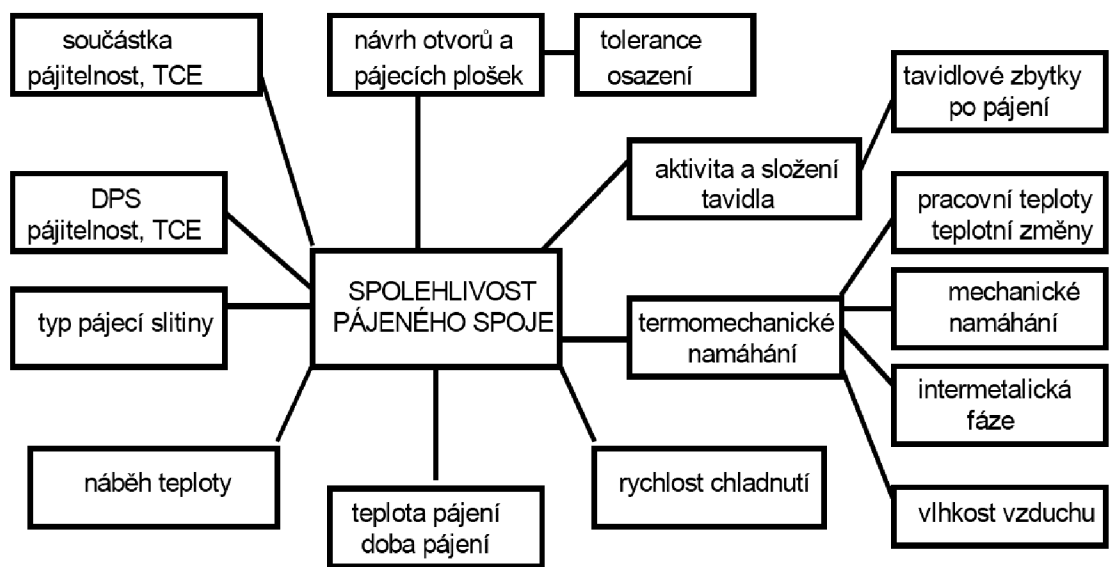 součástka
pájitelnost, TCE
návrh otvorů a
pájecích plošek
tolerance
osazení
tavidlové zbytky
po pájení
aktivita a složení
tavidla
DPS
pájitelnost, TCE
pracovní teploty
teplotní změny
SPOLEHLIVOST
PÁJENÉHO SPOJE
typ pájecí slitiny
termomechanické
namáhání
mechanické
namáhání
intermetalická
fáze
náběh teploty
teplota pájení
doba pájení
rychlost chladnutí
vlhkost vzduchu